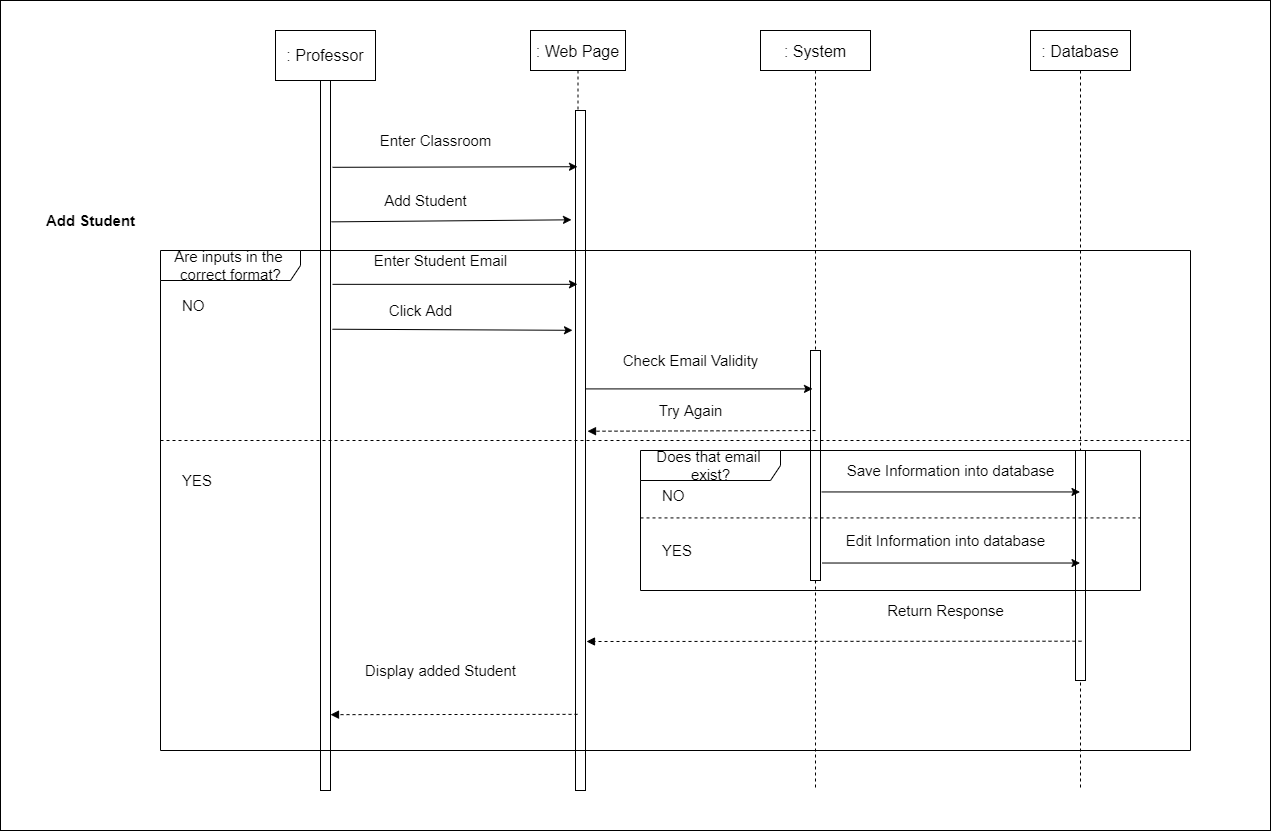 : Professor
: Web Page
: System
: Database
Enter Classroom
Add Student
Add Student
Are inputs in the
correct format?
Enter Student Email
NO
Click Add
Check Email Validity
Try Again
Does that email
exist?
Save Information into database
YES
NO
Edit Information into database
YES
Return Response
Display added Student